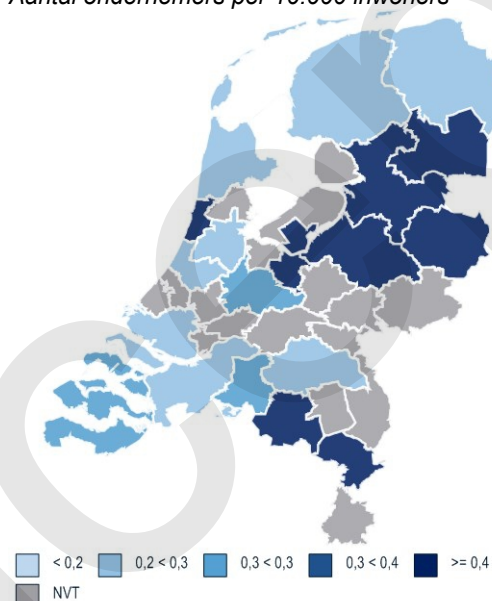 Aantal ondernemers per 10.000 inwoners
< 0,2 0,2 < 0,3 0,3 < 0,3 0,3 < 0,4 >= 0,4
NVT